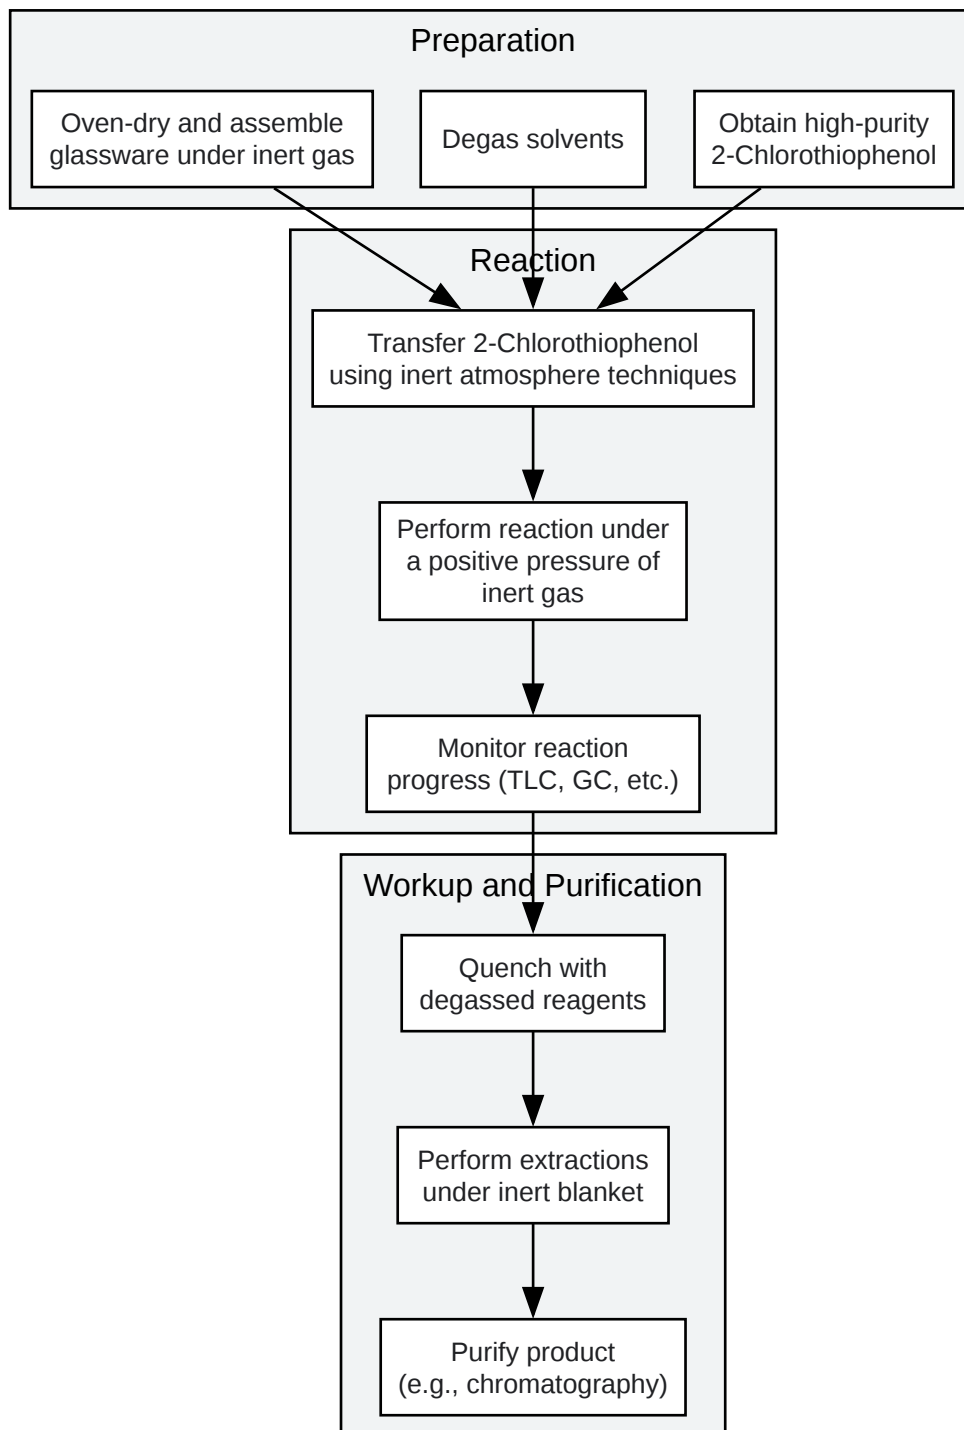 Preparation
Oven-dry and assemble
glassware under inert gas
Degas solvents
Obtain high-purity
2-Chlorothiophenol
Reaction
Transfer 2-Chlorothiophenol
using inert atmosphere techniques
Perform reaction under
a positive pressure of
inert gas
Monitor reaction
progress (TLC, GC, etc.)
Workup and Purification
Quench with
degassed reagents
Perform extractions
under inert blanket
Purify product
(e.g., chromatography)